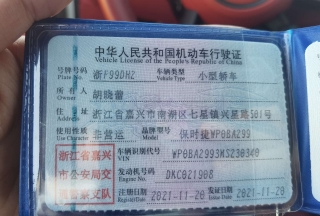 中华人民共和国机动车行驶证
Vehicle License of the People's Republic of China
号牌号码 浙F99DH2 车辆类型 小型轿车
Plate No. Vehicle Type
所有人 胡晓蕾
Owner
住址 浙江省嘉兴市南湖区七星镇兴星路501号
Address
使用性质 非营运 品牌型号 保时捷WP0BA299
Use Character Model
浙江省嘉 车辆识别代号 WP0BA2993KS230340
VIN
兴市公安局交 发动机号码 DKC021908
Engine No.
注册日期 2021-11-20 发证日期 2021-11-20
Register Date Issue Date